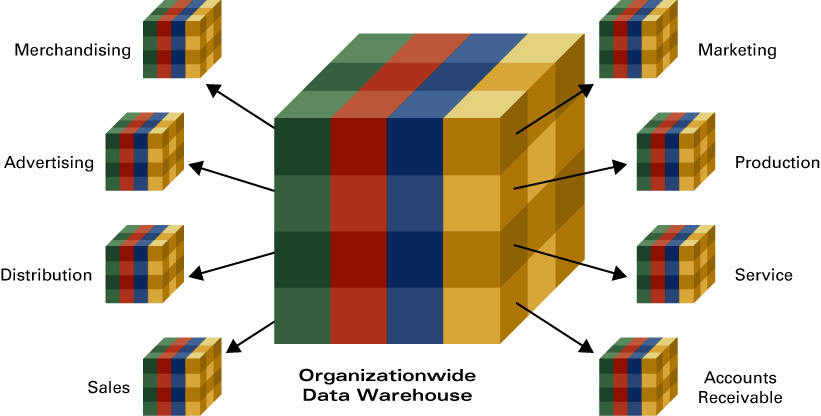 Merchandising
Marketing
Advertising
Production
Distribution
Service
Sales
Accounts
Receivable
Organizationwide
Data Warehouse